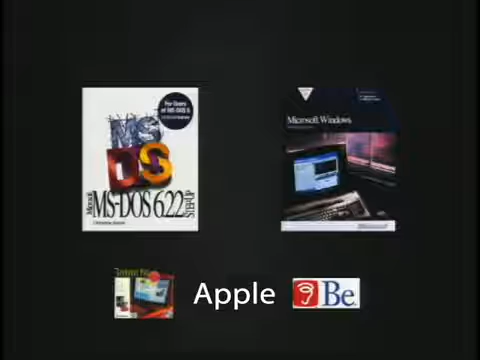 For Users
of MS-DOS 6
MS
DOS
Microsoft
MS-DOS 6.22
STEP-UP
Microsoft Windows
Microsoft
Apple
Be